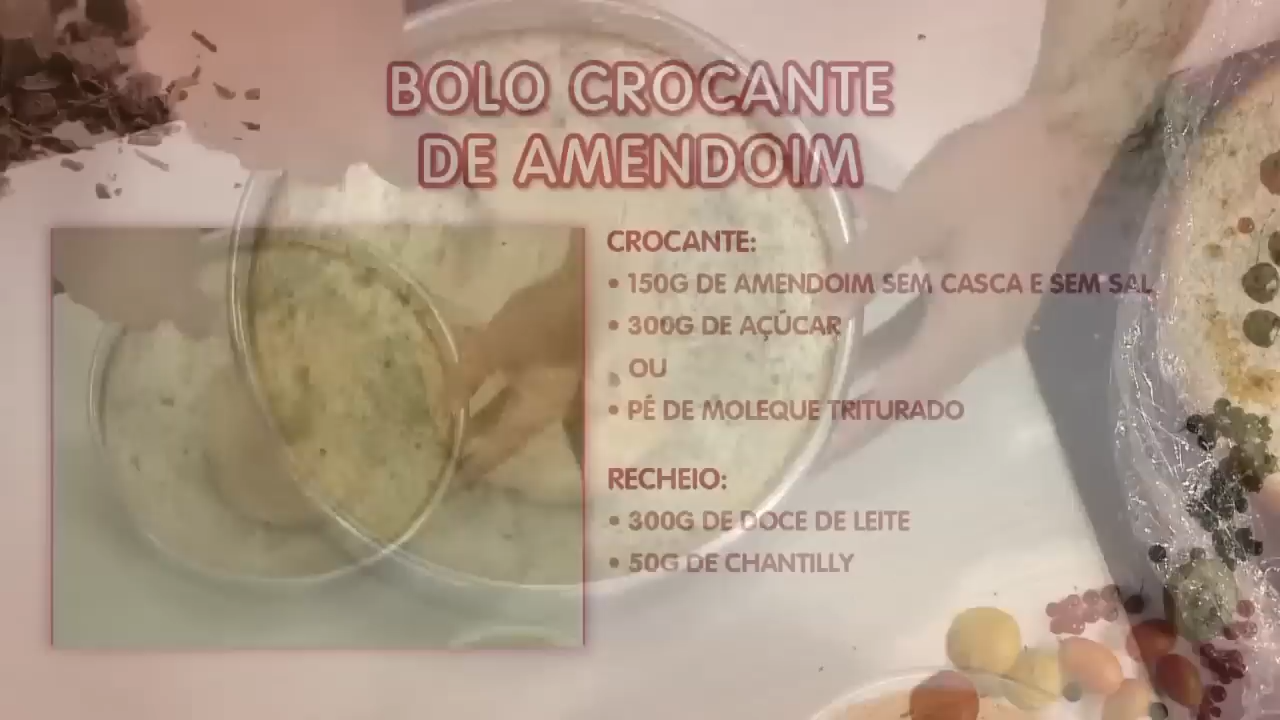 BOLO CROCANTE
DE AMENDOIM
CROCANTE:
• 150G DE AMENDOIM SEM CASCA E SEM SAL
• 300G DE AÇÚCAR
OU
• PÉ DE MOLEQUE TRITURADO
RECHEIO:
• 300G DE DOCE DE LEITE
• 50G DE CHANTILLY